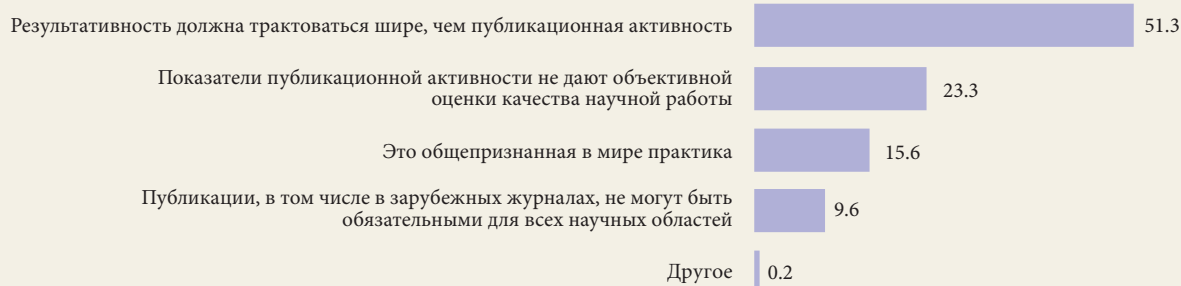 Результативность должна трактоваться шире, чем публикационная активность 51.3
Показатели публикационной активности не дают объективной
оценки качества научной работы 23.3
Это общепризнанная в мире практика 15.6
Публикации, в том числе в зарубежных журналах, не могут быть
обязательными для всех научных областей 9.6
Другое 0.2